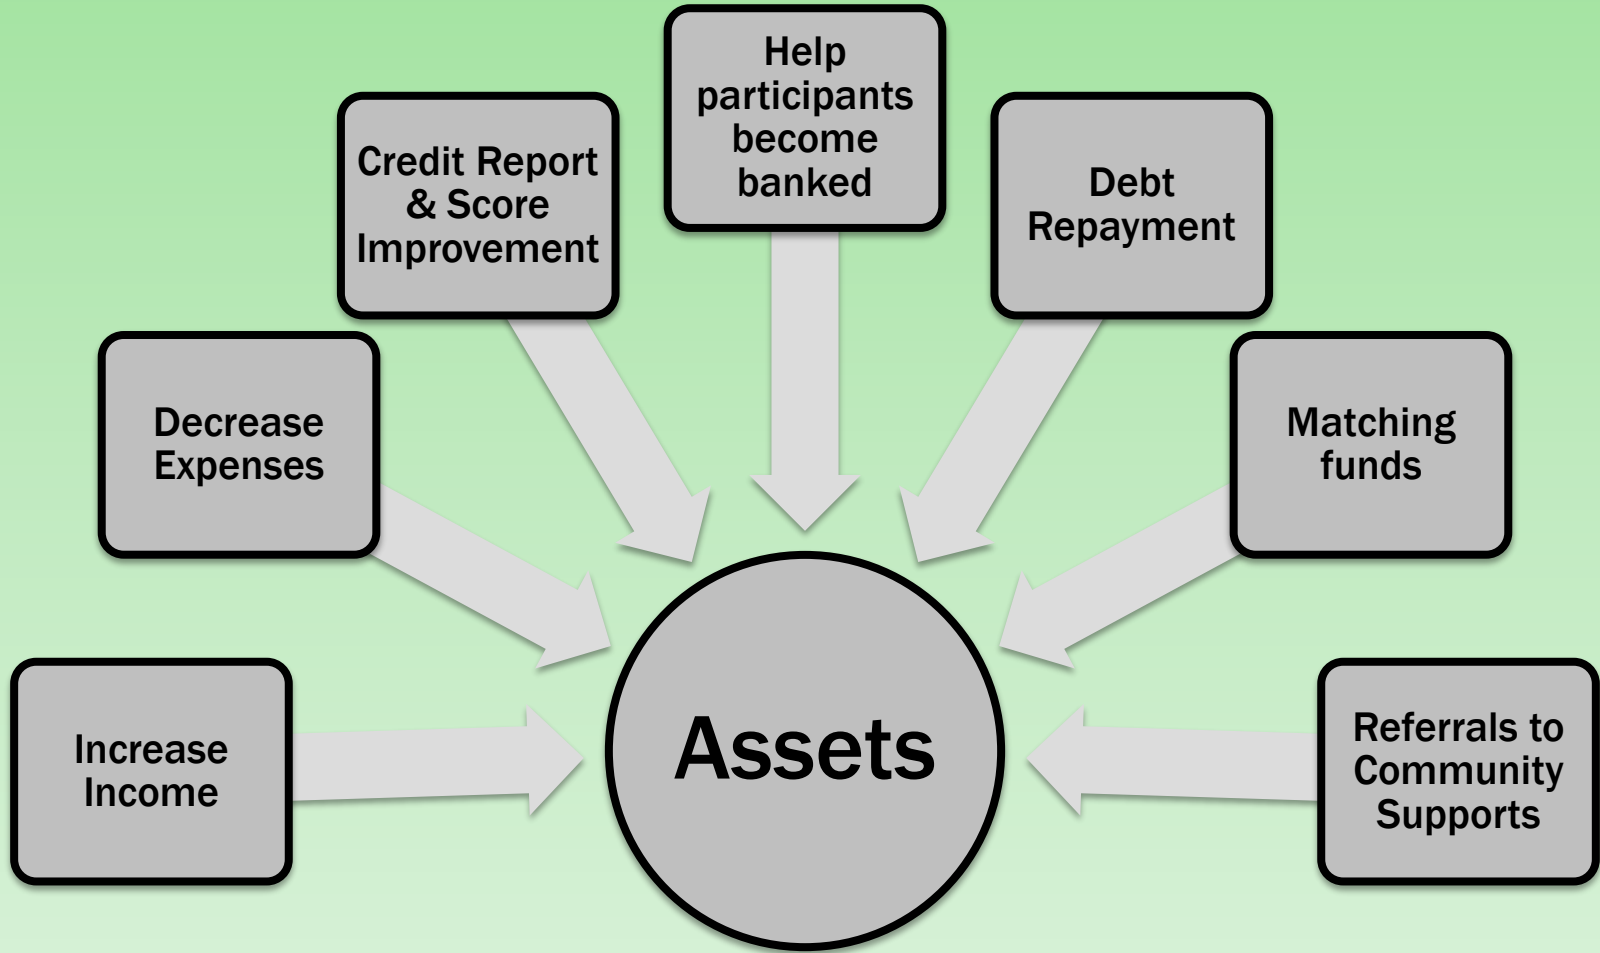 Help
participants
become
banked
Credit Report
& Score
Improvement
Debt
Repayment
Decrease
Expenses
Matching
funds
Increase
Income
Assets
Referrals to
Community
Supports